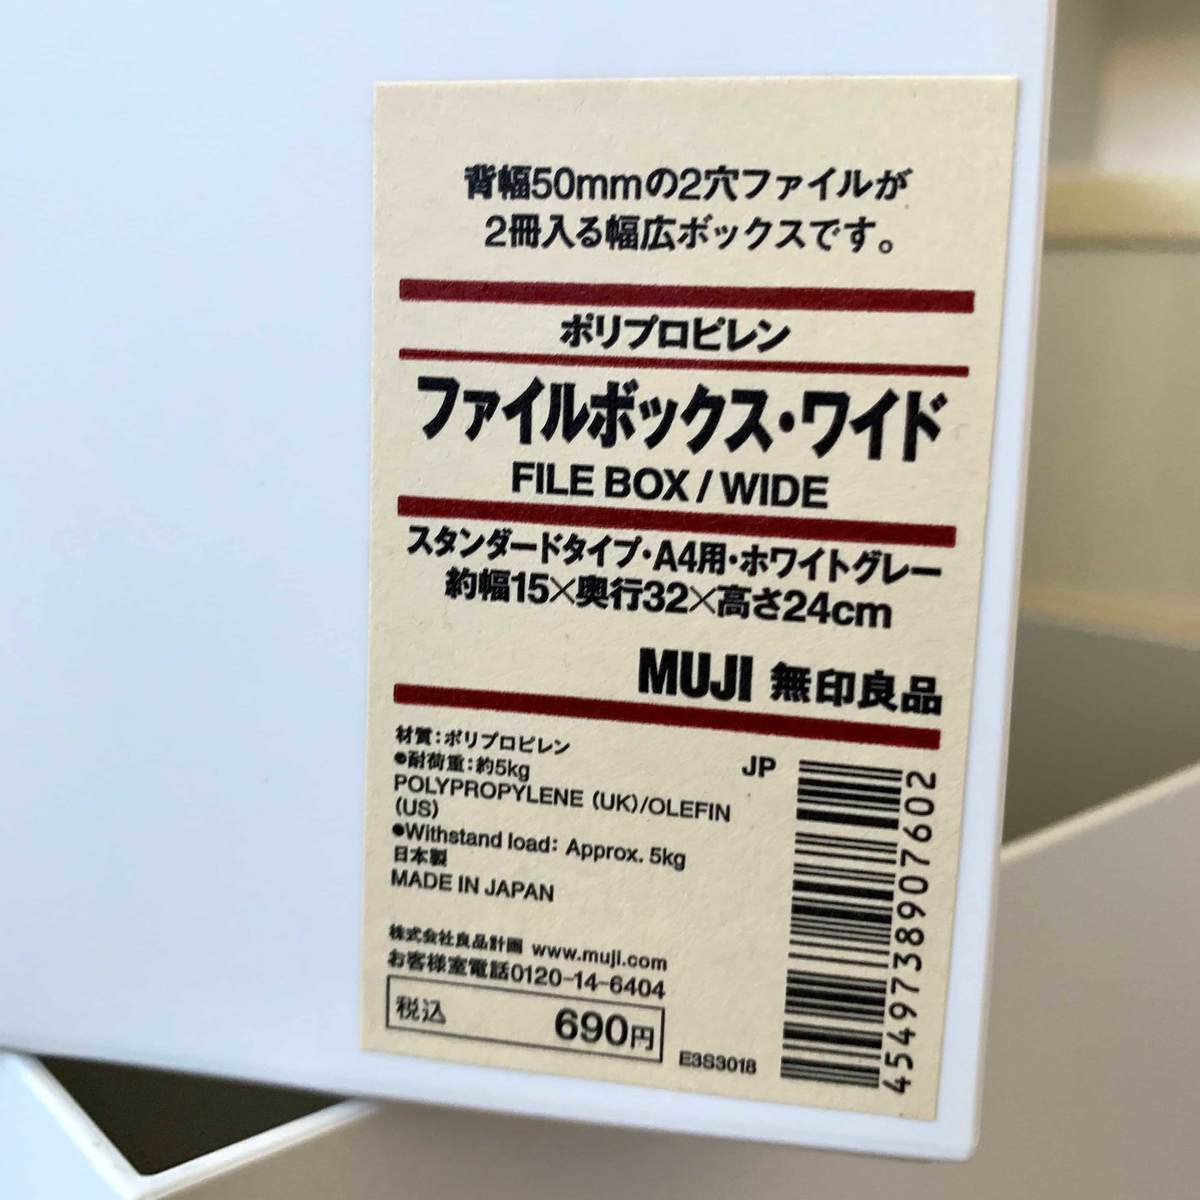 背幅50mmの2穴ファイルが
2冊入る幅広ボックスです。
ポリプロピレン
ファイルボックス・ワイド
FILE BOX / WIDE
スタンダードタイプ・A4用・ホワイトグレー
約幅15×奥行32×高さ24cm
MUJI 無印良品
材質：ポリプロピレン
●耐荷重：約5kg
POLYPROPYLENE (UK)/OLEFIN
(US)
●Withstand load: Approx. 5kg
日本製
MADE IN JAPAN
JP
4549738907602
株式会社良品計画 www.muji.com
お客様室電話0120-14-6404
税込 690円
E3S3018